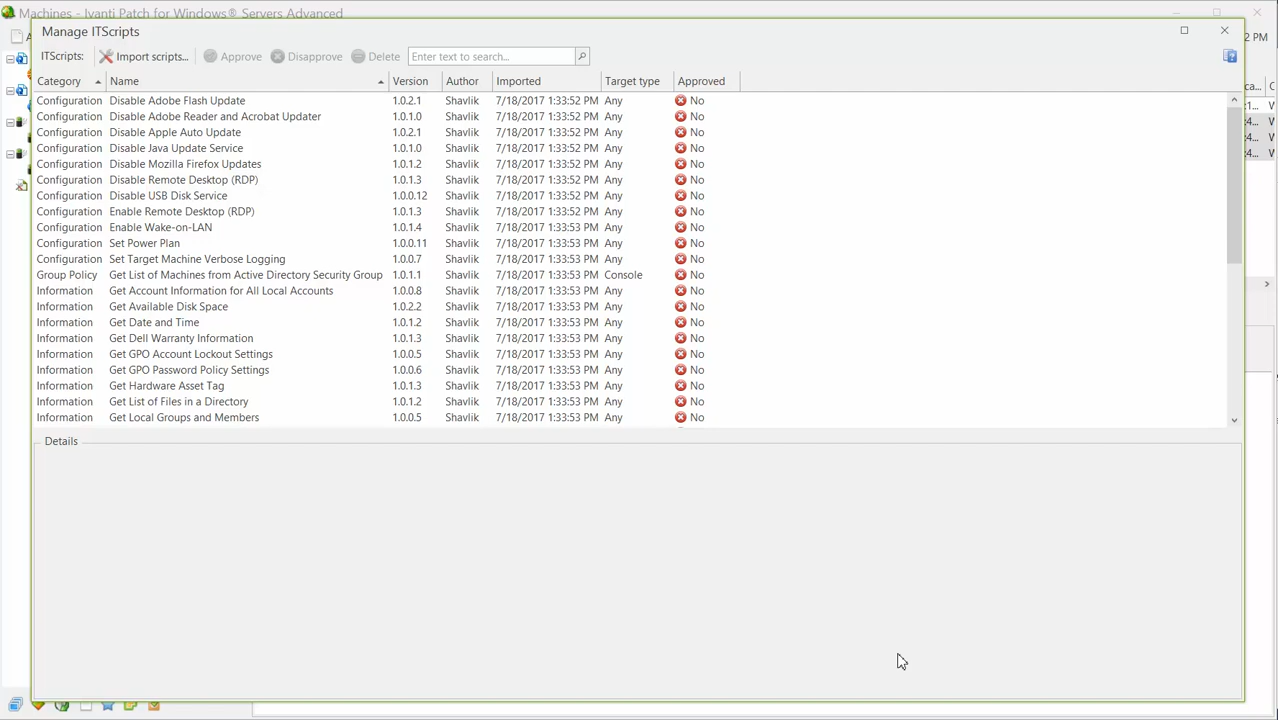 Machines - Ivanti Patch for Windows® Servers Advanced
Manage ITScripts
2 PM
ITScripts: Import scripts... Approve Disapprove Delete Enter text to search...
Category Name Version Author Imported Target type Approved
Configuration Disable Adobe Flash Update 1.0.2.1 Shavlik 7/18/2017 1:33:52 PM Any No
Configuration Disable Adobe Reader and Acrobat Updater 1.0.1.0 Shavlik 7/18/2017 1:33:52 PM Any No
Configuration Disable Apple Auto Update 1.0.2.1 Shavlik 7/18/2017 1:33:52 PM Any No
Configuration Disable Java Update Service 1.0.1.0 Shavlik 7/18/2017 1:33:52 PM Any No
Configuration Disable Mozilla Firefox Updates 1.0.1.2 Shavlik 7/18/2017 1:33:52 PM Any No
Configuration Disable Remote Desktop (RDP) 1.0.1.3 Shavlik 7/18/2017 1:33:52 PM Any No
Configuration Disable USB Disk Service 1.0.0.12 Shavlik 7/18/2017 1:33:52 PM Any No
Configuration Enable Remote Desktop (RDP) 1.0.1.3 Shavlik 7/18/2017 1:33:52 PM Any No
Configuration Enable Wake-on-LAN 1.0.1.4 Shavlik 7/18/2017 1:33:53 PM Any No
Configuration Set Power Plan 1.0.0.11 Shavlik 7/18/2017 1:33:53 PM Any No
Configuration Set Target Machine Verbose Logging 1.0.0.7 Shavlik 7/18/2017 1:33:53 PM Any No
Group Policy Get List of Machines from Active Directory Security Group 1.0.1.1 Shavlik 7/18/2017 1:33:53 PM Console No
Information Get Account Information for All Local Accounts 1.0.0.8 Shavlik 7/18/2017 1:33:53 PM Any No
Information Get Available Disk Space 1.0.2.2 Shavlik 7/18/2017 1:33:53 PM Any No
Information Get Date and Time 1.0.1.2 Shavlik 7/18/2017 1:33:53 PM Any No
Information Get Dell Warranty Information 1.0.1.3 Shavlik 7/18/2017 1:33:53 PM Any No
Information Get GPO Account Lockout Settings 1.0.0.5 Shavlik 7/18/2017 1:33:53 PM Any No
Information Get GPO Password Policy Settings 1.0.0.6 Shavlik 7/18/2017 1:33:53 PM Any No
Information Get Hardware Asset Tag 1.0.1.3 Shavlik 7/18/2017 1:33:53 PM Any No
Information Get List of Files in a Directory 1.0.1.2 Shavlik 7/18/2017 1:33:53 PM Any No
Information Get Local Groups and Members 1.0.0.5 Shavlik 7/18/2017 1:33:53 PM Any No
Details